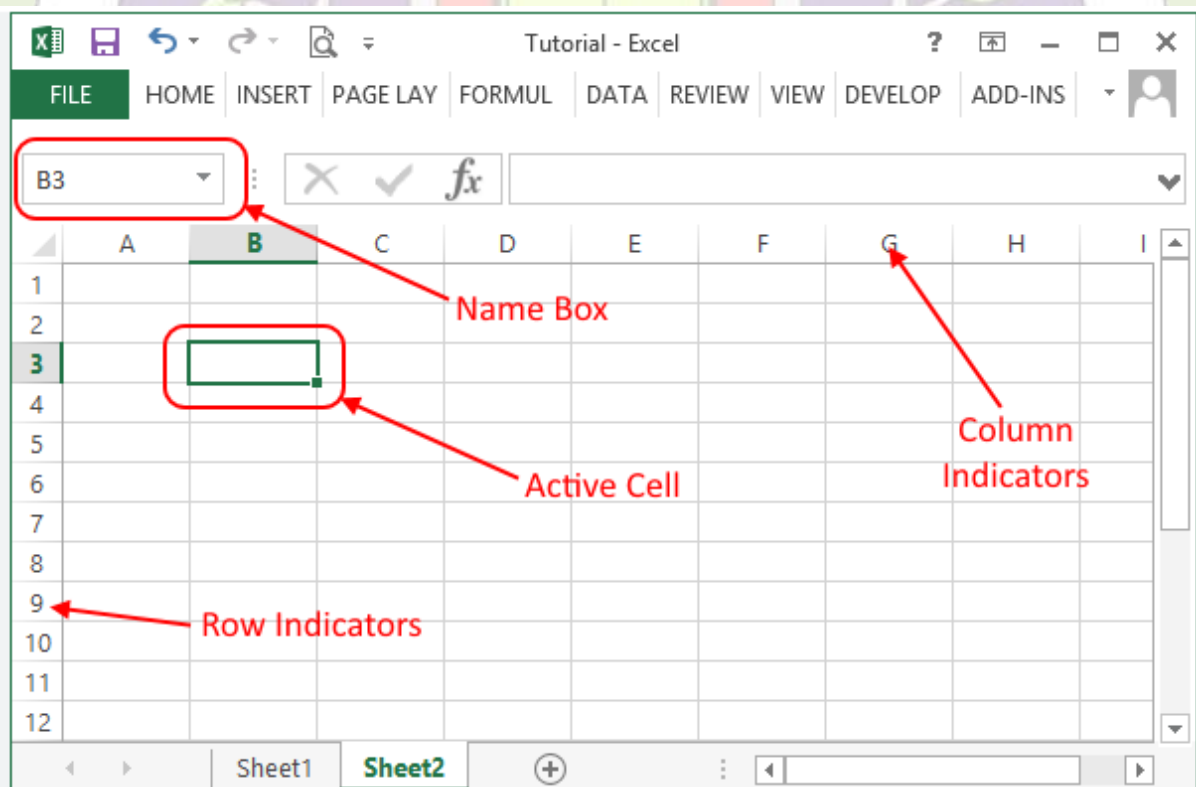 Tutorial - Excel ?
FILE HOME INSERT PAGE LAY FORMUL DATA REVIEW VIEW DEVELOP ADD-INS
B3 fx
A B C D E F G H I
1
Name Box
2
3
4
Column
5
Indicators
6
Active Cell
7
8
9
Row Indicators
10
11
12
Sheet1 Sheet2